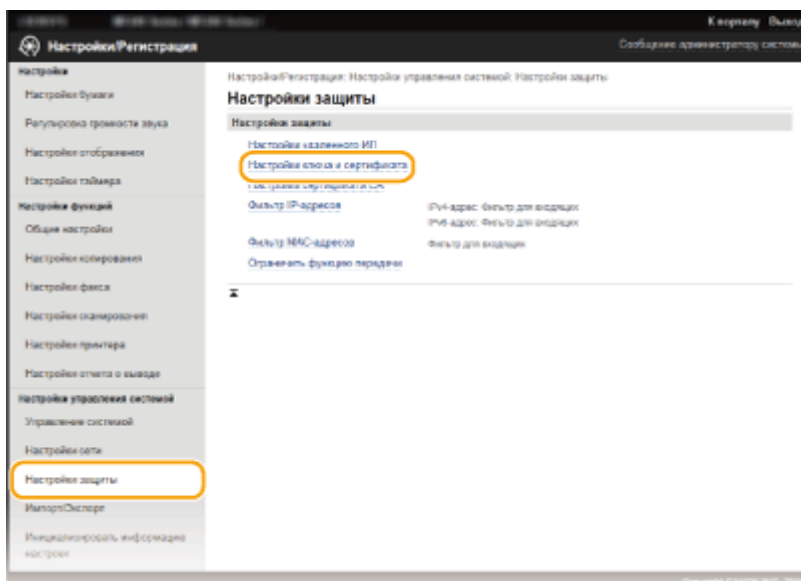 К порталу Выход
Настройки/Регистрация
Сообщение администратору системы
Настройки
Настройки бумаги
Регулировка громкости звука
Настройки отображения
Настройки таймера
Настройки функций
Общие настройки
Настройки копирования
Настройки факса
Настройки сканирования
Настройки принтера
Настройки отчета о выводе
Настройки управления системой
Управление системой
Настройки сети
Настройки защиты
Импорт/Экспорт
Инициализировать информацию
настроек
Настройки/Регистрация: Настройки управления системой: Настройки защиты
Настройки защиты
Настройки защиты
Настройки удаленного ИП
Настройки ключа и сертификата
Настройки сертификата CA
Фильтр IP-адресов
IPv4-адрес: Фильтр для входящих
IPv6-адрес: Фильтр для входящих
Фильтр MAC-адресов
Фильтр для входящих
Ограничить функцию передачи